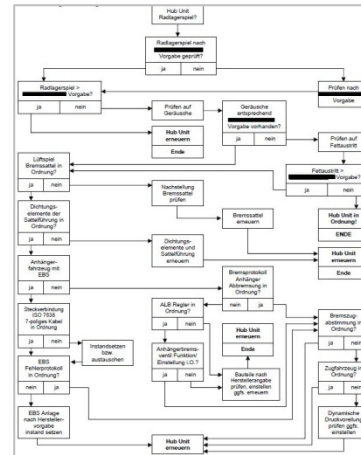 Hub Unit
Radlagerspiel?
Radlagerspiel nach
Vorgabe geprüft?
ja nein
Radlagerspiel >
Vorgabe?
ja nein
Prüfen nach
Vorgabe
Prüfen auf
Geräusche
Geräusche
entsprechend
Vorgabe vorhanden?
ja nein
Hub Unit
erneuern
Ende
Prüfen auf
Fettaustritt
Lüftspiel
Bremssattel in
Ordnung?
ja nein
Fettaustritt >
Vorgabe?
ja nein
Nachstellung
Bremssattel
prüfen
Dichtungs-
elemente der
Sattelführung in
Ordnung?
ja nein
Bremssattel
erneuern
Hub Unit in
Ordnung!
ENDE
Dichtungs-
elemente und
Sattelführung
erneuern
Hub Unit
erneuern
Ende
Anhänger-
fahrzeug mit
EBS
ja nein
Bremsprotokoll
Anhänger
Abbremsung in
Ordnung?
nein ja
Steckverbindung
ISO 7638
7-poliges Kabel
in Ordnung
ja nein
ALB Regler in
Ordnung?
ja nein
Hub Unit
erneuern
Ende
Bremszug-
abstimmung in
Ordnung?
ja nein
Instandsetzen
bzw.
austauschen
Anhängerbrems-
ventil Funktion/
Einstellung i.O.?
ja nein
EBS
Fehlerprotokoll
in Ordnung?
nein ja
Bauteile nach
Herstellerangabe
prüfen, einstellen
ggfs. erneuern
Zugfahrzeug in
Ordnung?
ja nein
EBS Anlage
nach Hersteller-
vorgabe
instand setzen
Hub Unit
erneuern
Dynamische
Druckvoreilung
prüfen ggfs.
einstellen